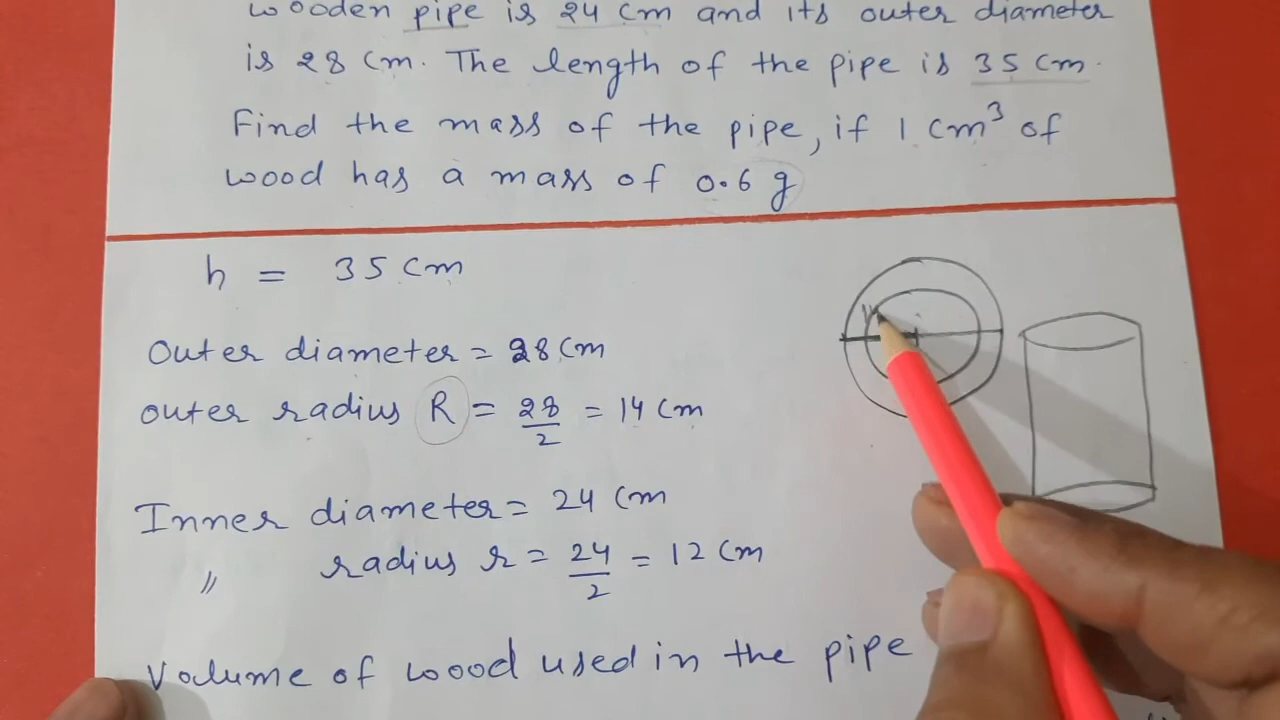 wooden pipe is 24 cm and its outer diameter
is 28 cm. The length of the pipe is 35 cm.
Find the mass of the pipe, if 1 cm³ of
wood has a mass of 0.6 g
h = 35 cm
Outer diameter = 28 cm
outer radius R = 28/2 = 14 cm
Inner diameter = 24 cm
〃 radius r = 24/2 = 12 cm
Volume of wood used in the pipe